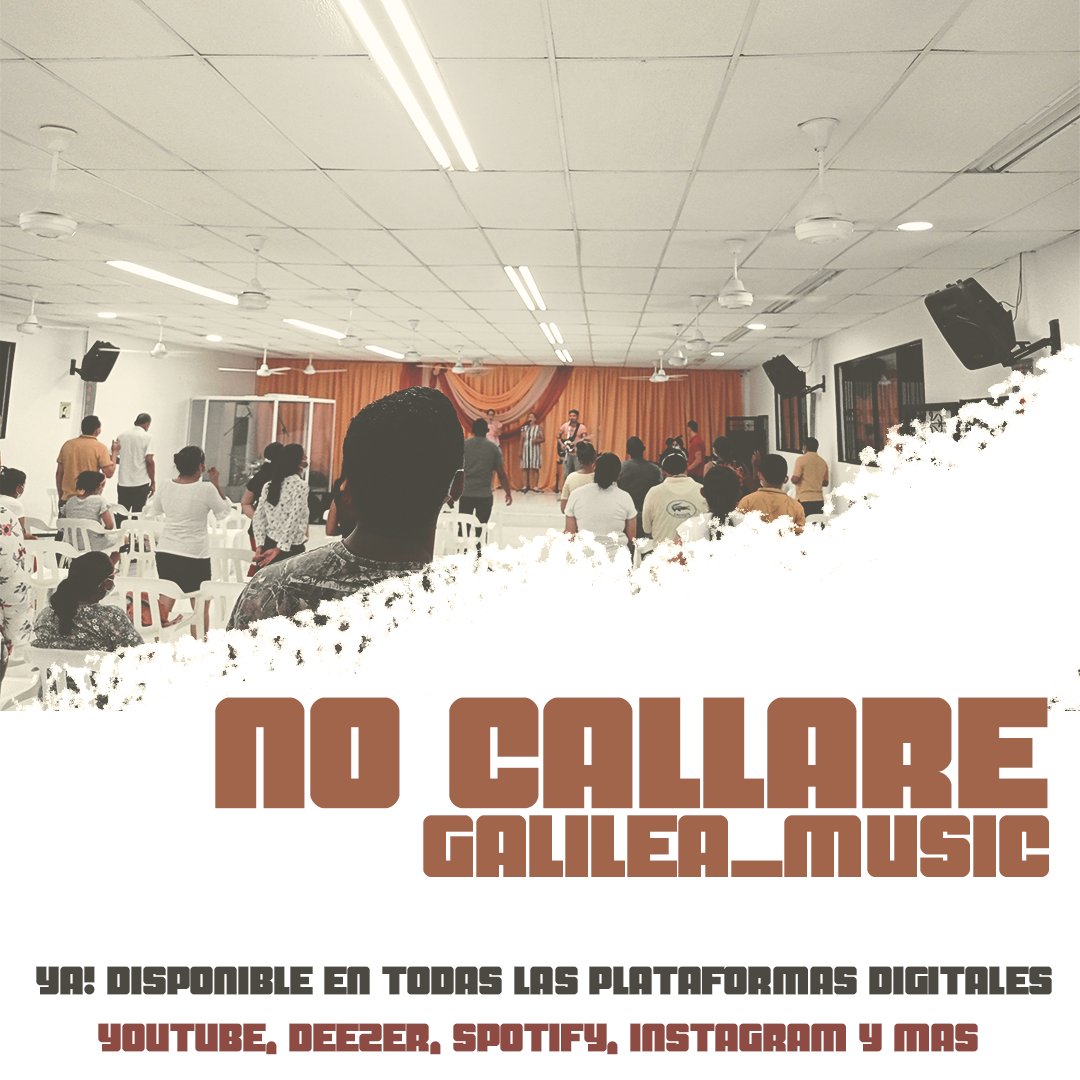 NO CALLARE
GALILEA_MUSIC
YA! DISPONIBLE EN TODAS LAS PLATAFORMAS DIGITALES
YOUTUBE, DEEZER, SPOTIFY, INSTAGRAM Y MAS